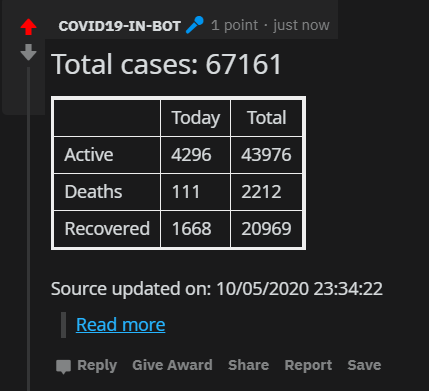 COVID19-IN-BOT 1 point · just now
Total cases: 67161
Today Total
Active 4296 43976
Deaths 111 2212
Recovered 1668 20969
Source updated on: 10/05/2020 23:34:22
Read more
Reply Give Award Share Report Save